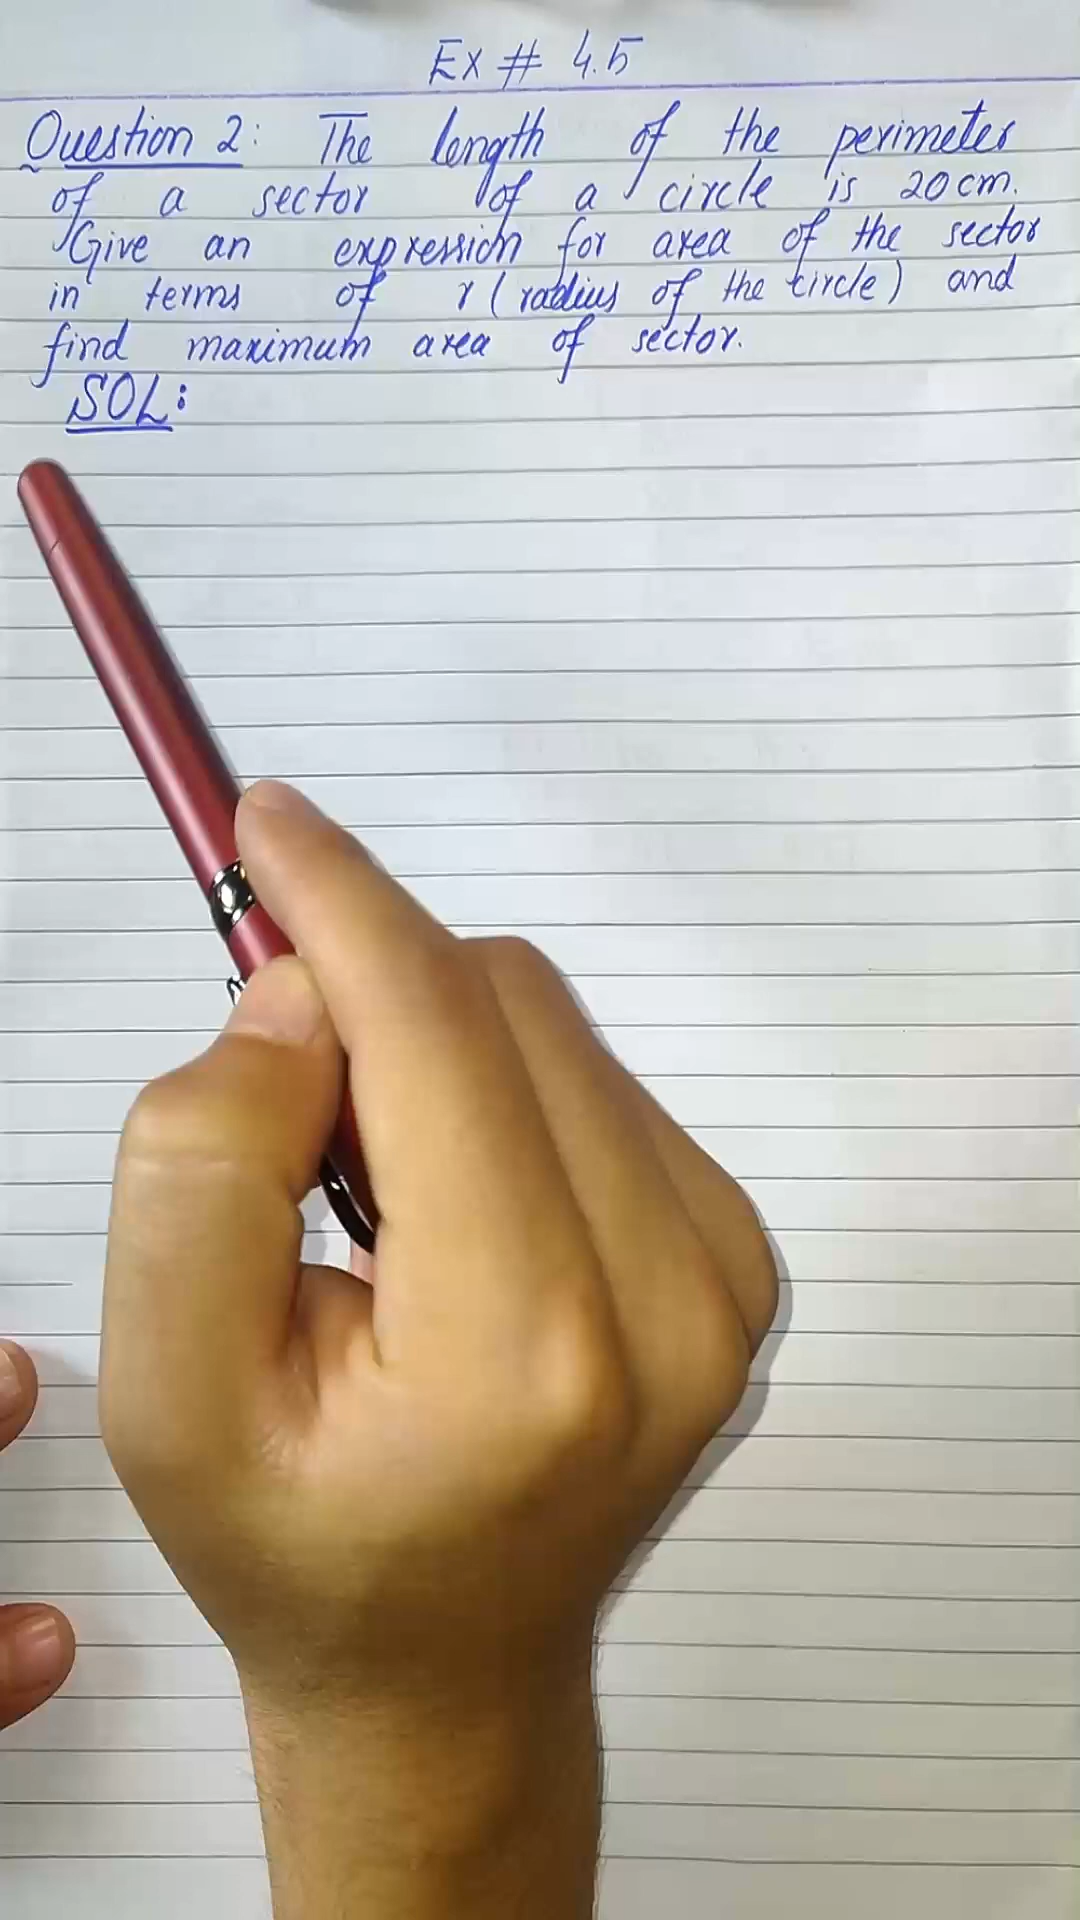 Ex # 4.5
Question 2: The length of the perimeter
of a sector of a circle is 20cm.
Give an expression for area of the sector
in terms of r (radius of the circle) and
find maximum area of sector.
SOL: